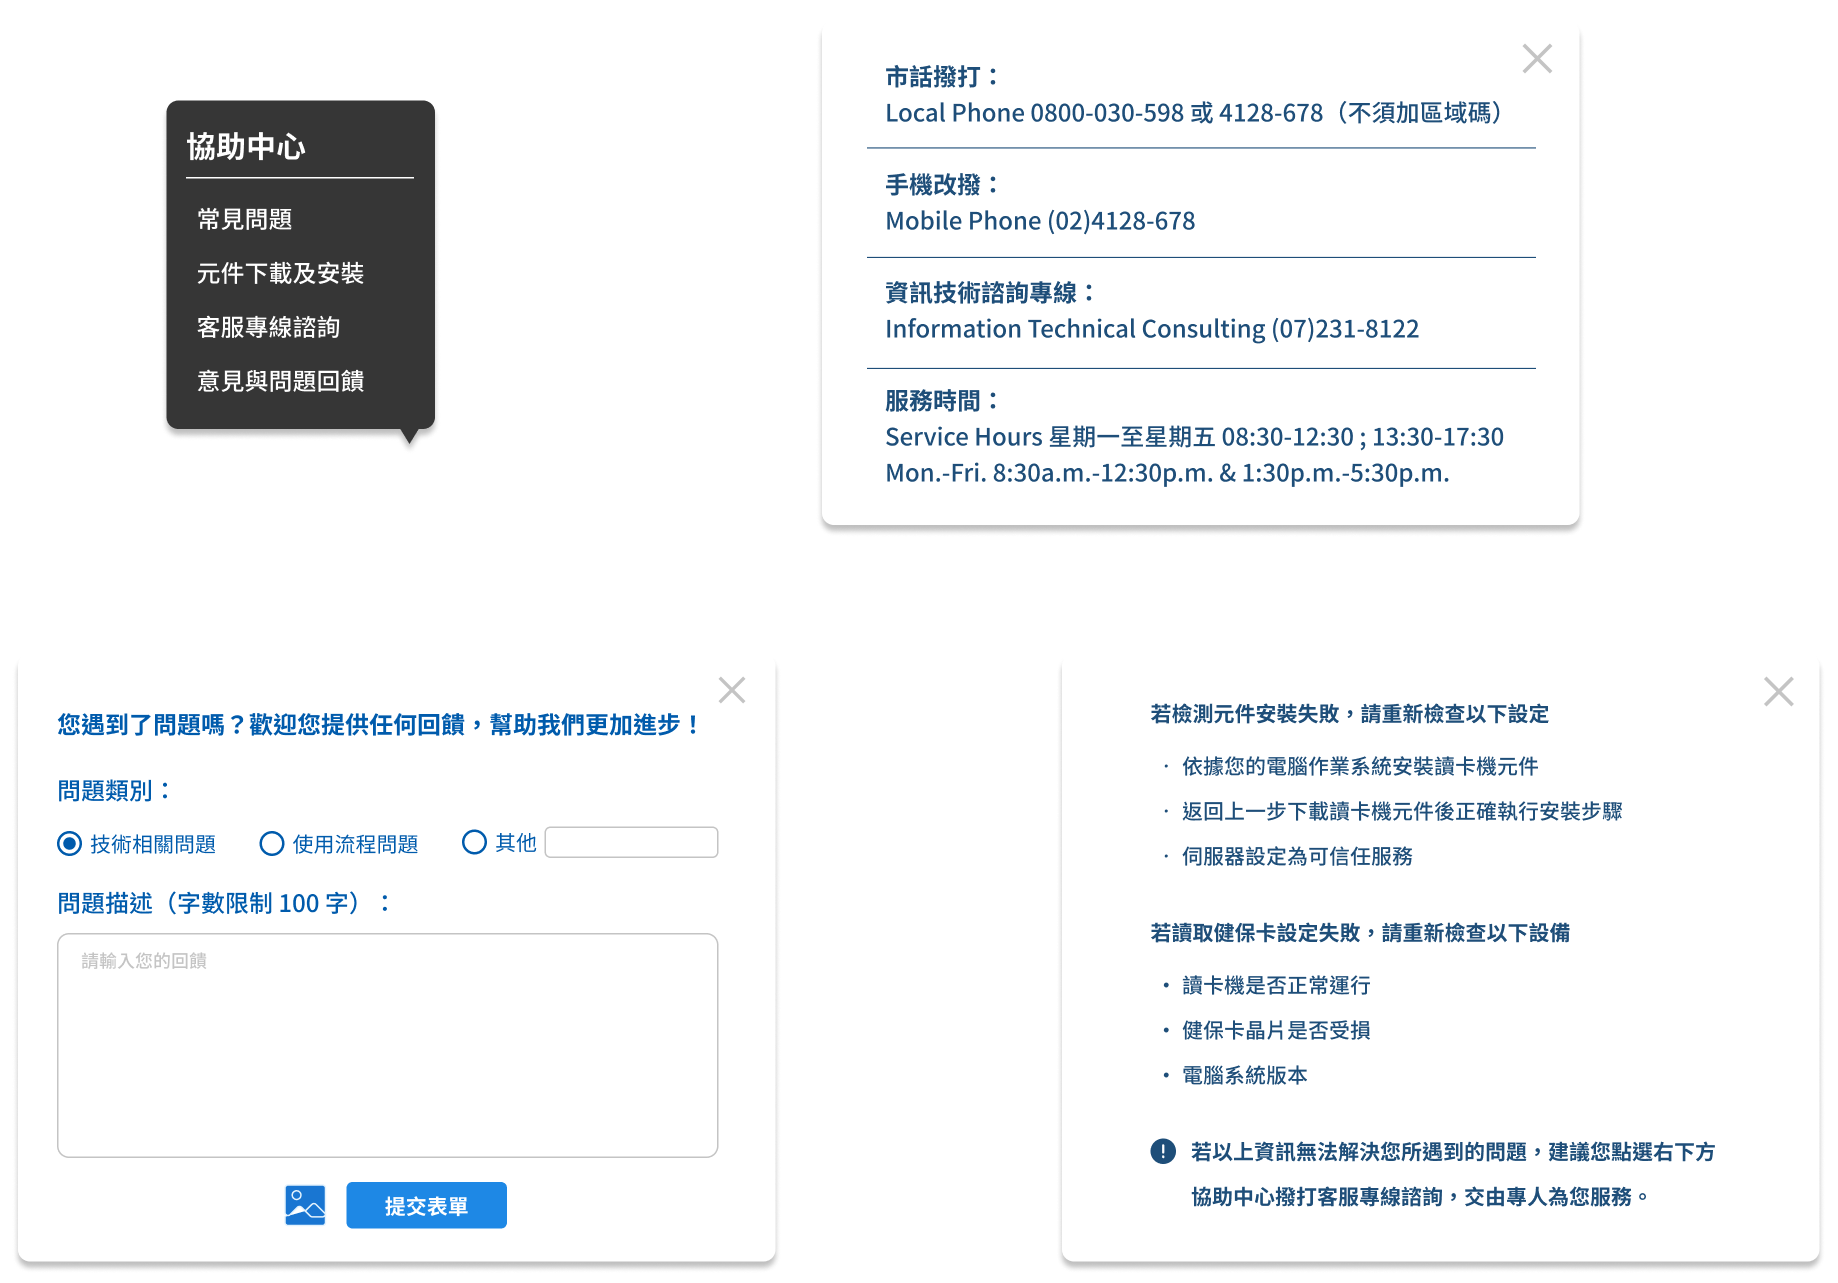 協助中心
常見問題
元件下載及安裝
客服專線諮詢
意見與問題回饋
市話撥打：
Local Phone 0800-030-598 或 4128-678（不須加區域碼）
手機改撥：
Mobile Phone (02)4128-678
資訊技術諮詢專線：
Information Technical Consulting (07)231-8122
服務時間：
Service Hours 星期一至星期五 08:30-12:30 ; 13:30-17:30
Mon.-Fri. 8:30a.m.-12:30p.m. & 1:30p.m.-5:30p.m.
您遇到了問題嗎？歡迎您提供任何回饋，幫助我們更加進步！
問題類別：
技術相關問題 使用流程問題 其他
問題描述（字數限制 100 字）：
請輸入您的回饋
提交表單
若檢測元件安裝失敗，請重新檢查以下設定
· 依據您的電腦作業系統安裝讀卡機元件
· 返回上一步下載讀卡機元件後正確執行安裝步驟
· 伺服器設定為可信任服務
若讀取健保卡設定失敗，請重新檢查以下設備
• 讀卡機是否正常運行
• 健保卡晶片是否受損
• 電腦系統版本
若以上資訊無法解決您所遇到的問題，建議您點選右下方
協助中心撥打客服專線諮詢，交由專人為您服務。